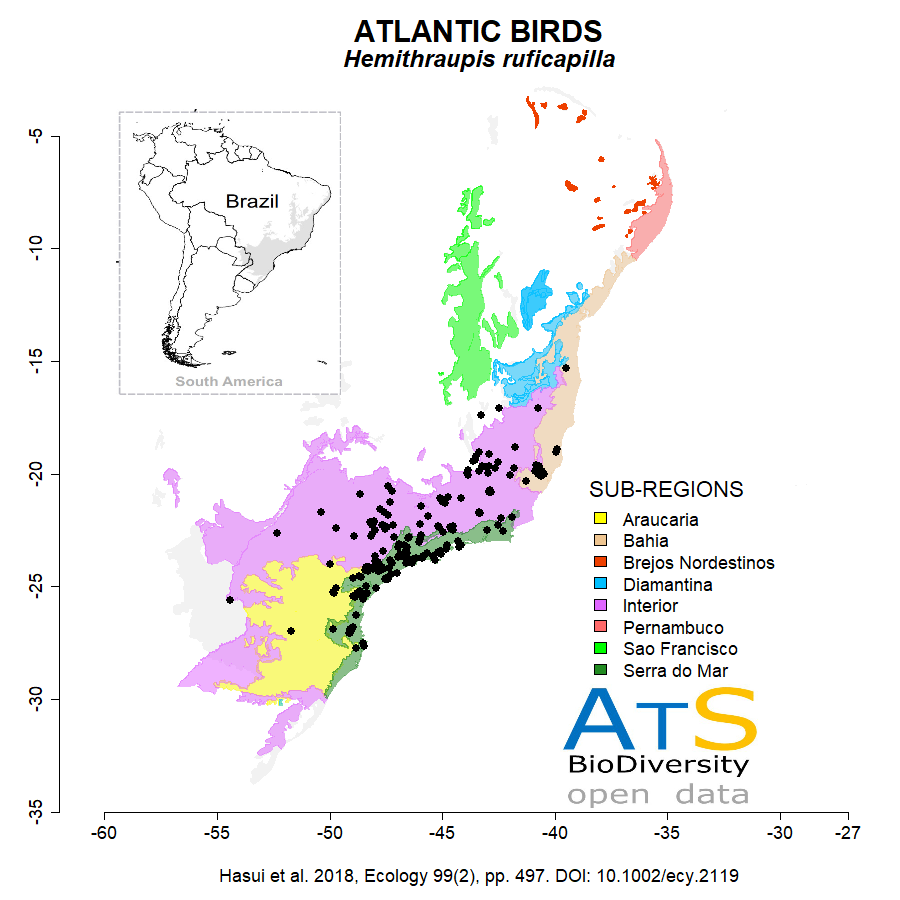 ATLANTIC BIRDS
Hemithraupis ruficapilla
Brazil
South America
-5
-10
-15
-20
-25
-30
-35
SUB-REGIONS
Araucaria
Bahia
Brejos Nordestinos
Diamantina
Interior
Pernambuco
Sao Francisco
Serra do Mar
ATS
BioDiversity
open data
-60 -55 -50 -45 -40 -35 -30 -27
Hasui et al. 2018, Ecology 99(2), pp. 497. DOI: 10.1002/ecy.2119